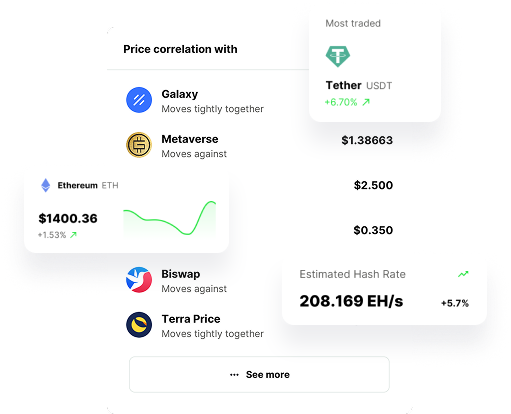 Most traded
Price correlation with
Tether USDT
+6.70%
Galaxy
Moves tightly together
Metaverse
Moves against
$1.38663
$2.500
Ethereum ETH
$1400.36
+1.53%
$0.350
Biswap
Moves against
Estimated Hash Rate
208.169 EH/s
+5.7%
Terra Price
Moves tightly together
··· See more